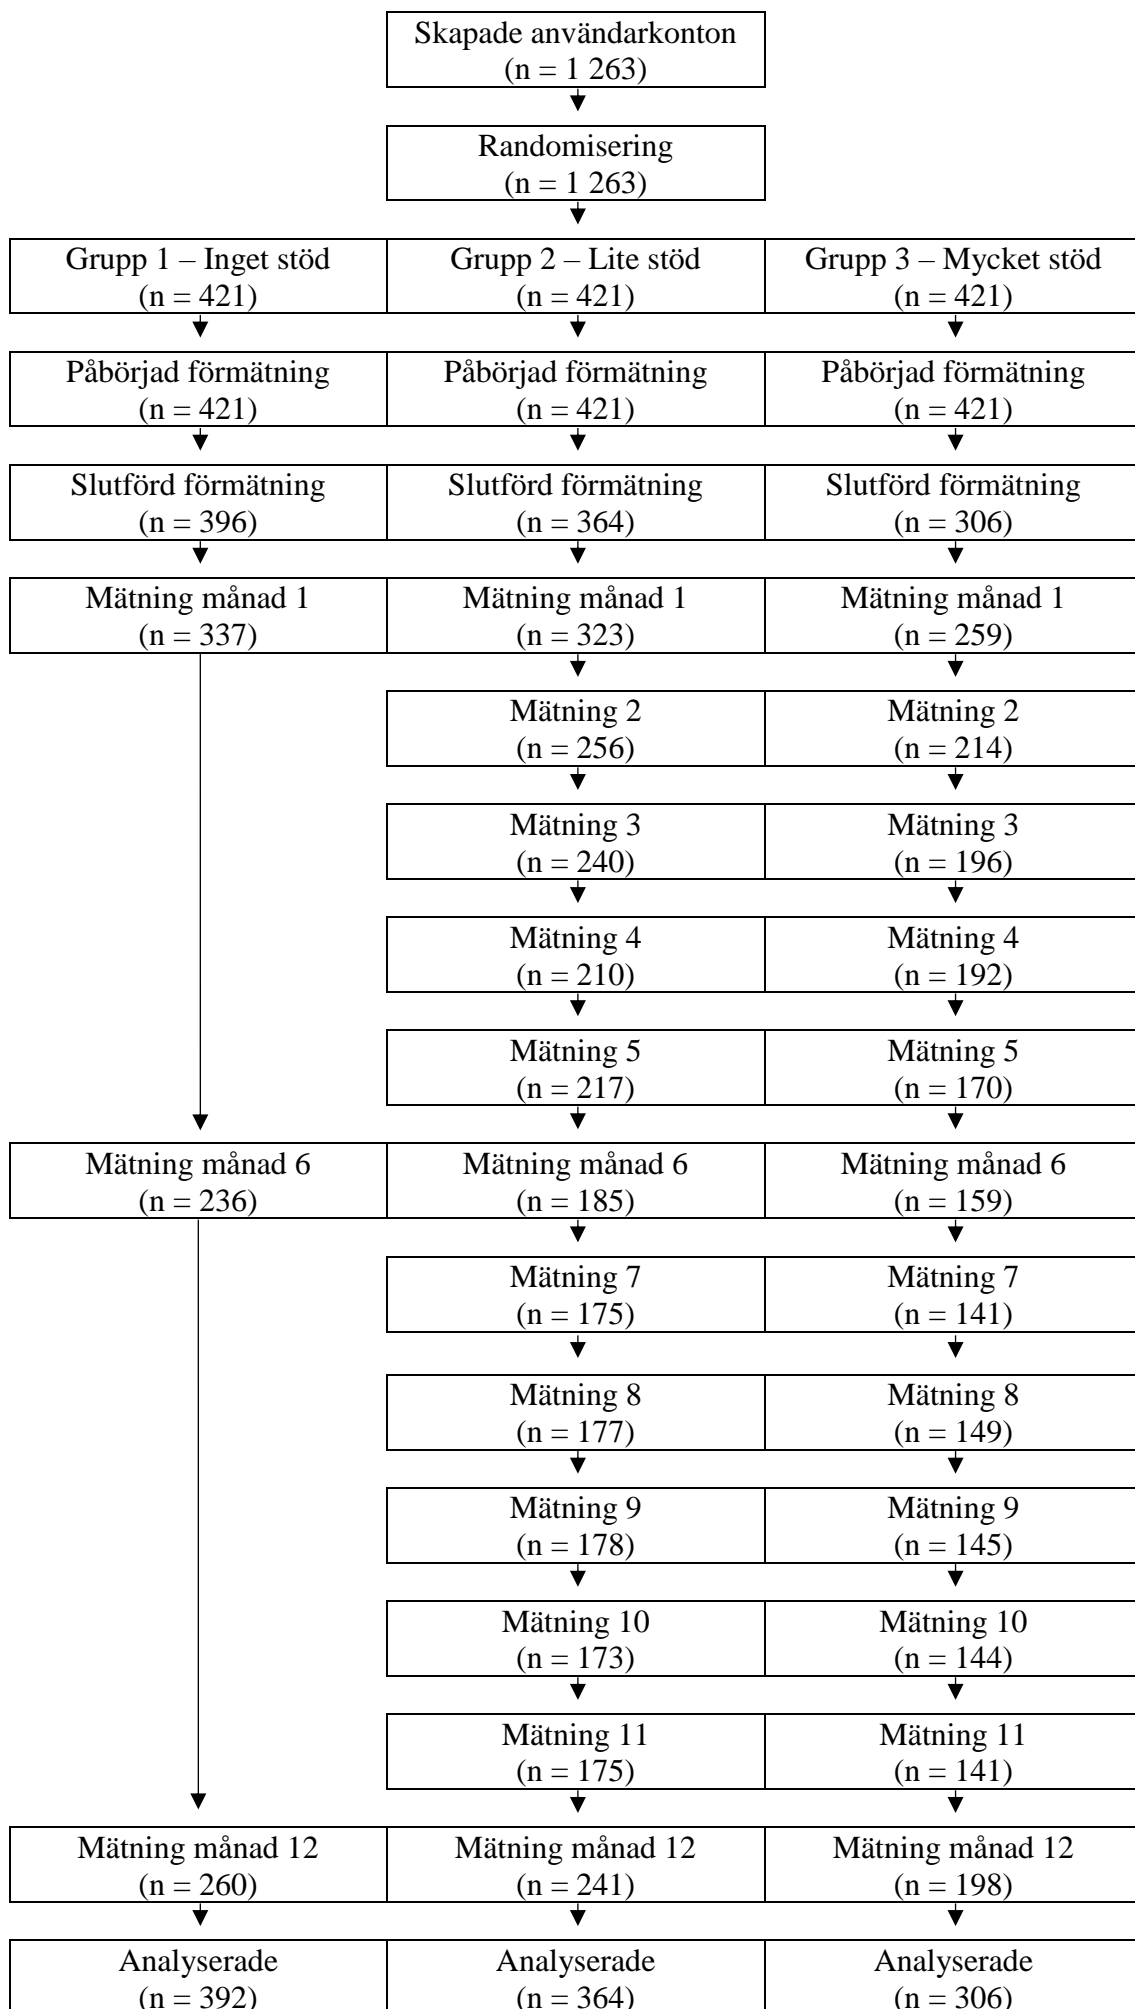 Skapade användarkonton
(n = 1 263)
Randomisering
(n = 1 263)
Grupp 1 – Inget stöd
(n = 421)
Grupp 2 – Lite stöd
(n = 421)
Grupp 3 – Mycket stöd
(n = 421)
Påbörjad förmätning
(n = 421)
Påbörjad förmätning
(n = 421)
Påbörjad förmätning
(n = 421)
Slutförd förmätning
(n = 396)
Slutförd förmätning
(n = 364)
Slutförd förmätning
(n = 306)
Mätning månad 1
(n = 337)
Mätning månad 1
(n = 323)
Mätning månad 1
(n = 259)
Mätning 2
(n = 256)
Mätning 2
(n = 214)
Mätning 3
(n = 240)
Mätning 3
(n = 196)
Mätning 4
(n = 210)
Mätning 4
(n = 192)
Mätning 5
(n = 217)
Mätning 5
(n = 170)
Mätning månad 6
(n = 236)
Mätning månad 6
(n = 185)
Mätning månad 6
(n = 159)
Mätning 7
(n = 175)
Mätning 7
(n = 141)
Mätning 8
(n = 177)
Mätning 8
(n = 149)
Mätning 9
(n = 178)
Mätning 9
(n = 145)
Mätning 10
(n = 173)
Mätning 10
(n = 144)
Mätning 11
(n = 175)
Mätning 11
(n = 141)
Mätning månad 12
(n = 260)
Mätning månad 12
(n = 241)
Mätning månad 12
(n = 198)
Analyserade
(n = 392)
Analyserade
(n = 364)
Analyserade
(n = 306)